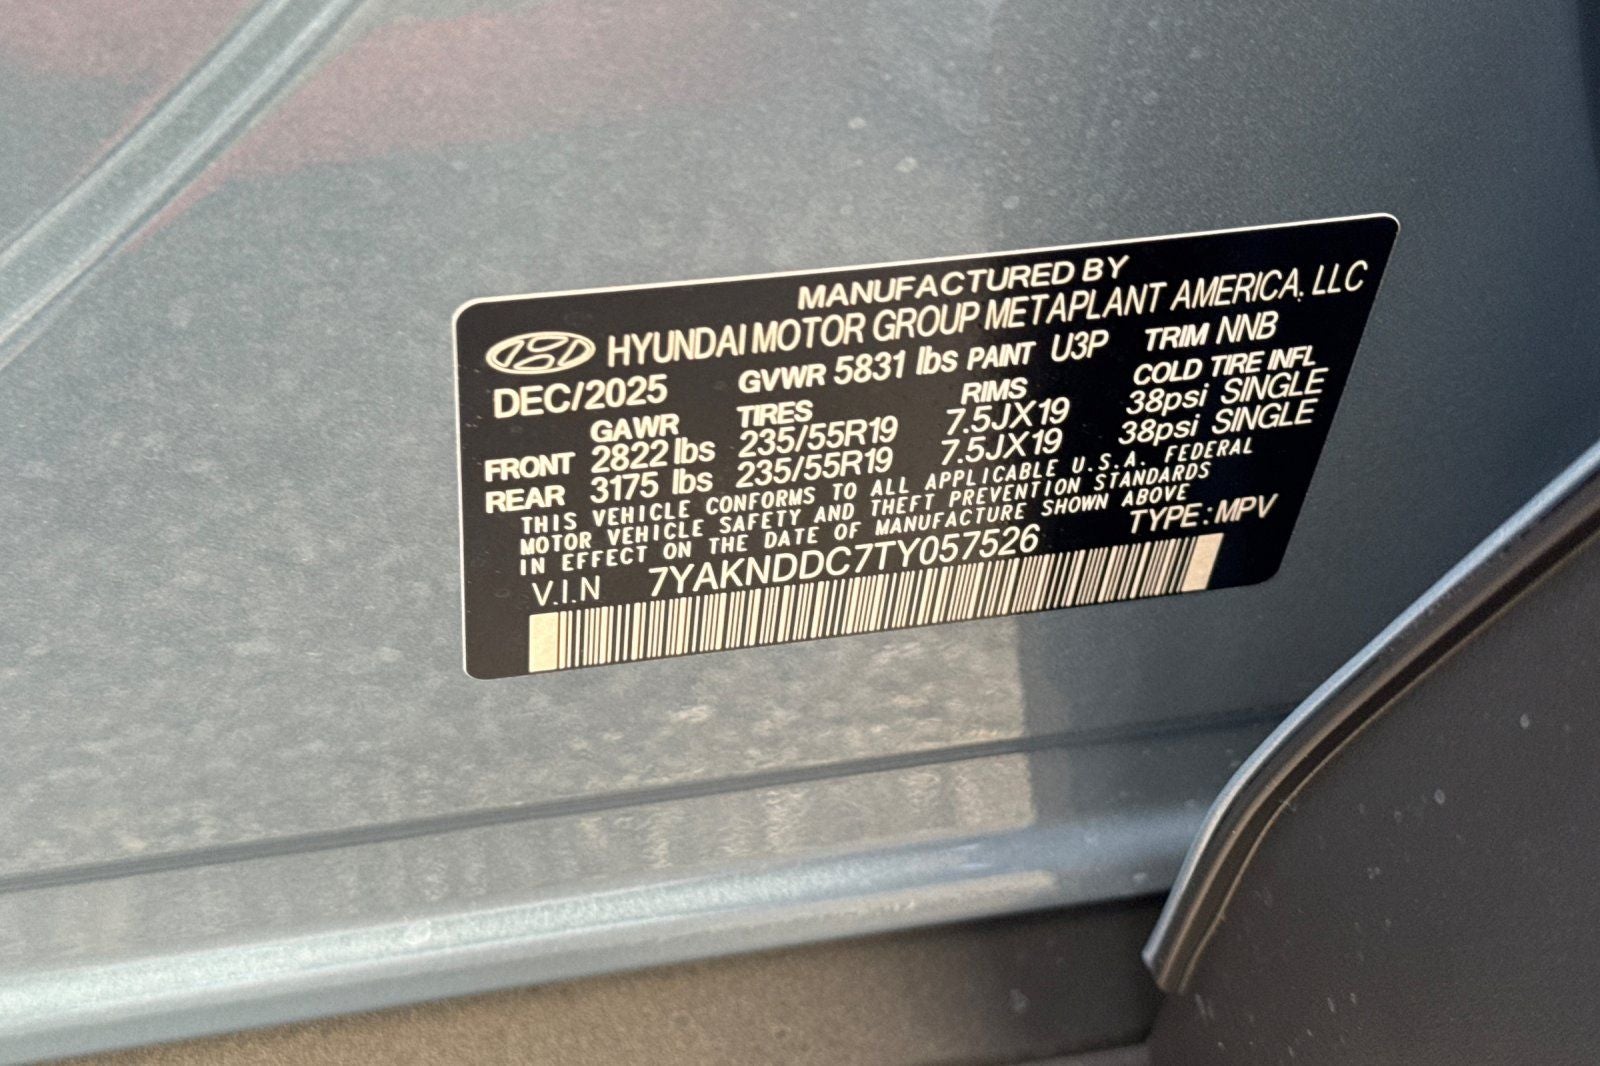 MANUFACTURED BY
HYUNDAI MOTOR GROUP METAPLANT AMERICA, LLC
DEC/2025 GVWR 5831 lbs PAINT U3P TRIM NNB
GAWR TIRES RIMS COLD TIRE INFL
FRONT 2822 lbs 235/55R19 7.5JX19 38psi SINGLE
REAR 3175 lbs 235/55R19 7.5JX19 38psi SINGLE
THIS VEHICLE CONFORMS TO ALL APPLICABLE U.S.A. FEDERAL
MOTOR VEHICLE SAFETY AND THEFT PREVENTION STANDARDS
IN EFFECT ON THE DATE OF MANUFACTURE SHOWN ABOVE
V.I.N 7YAKNDDC7TY057526 TYPE:MPV